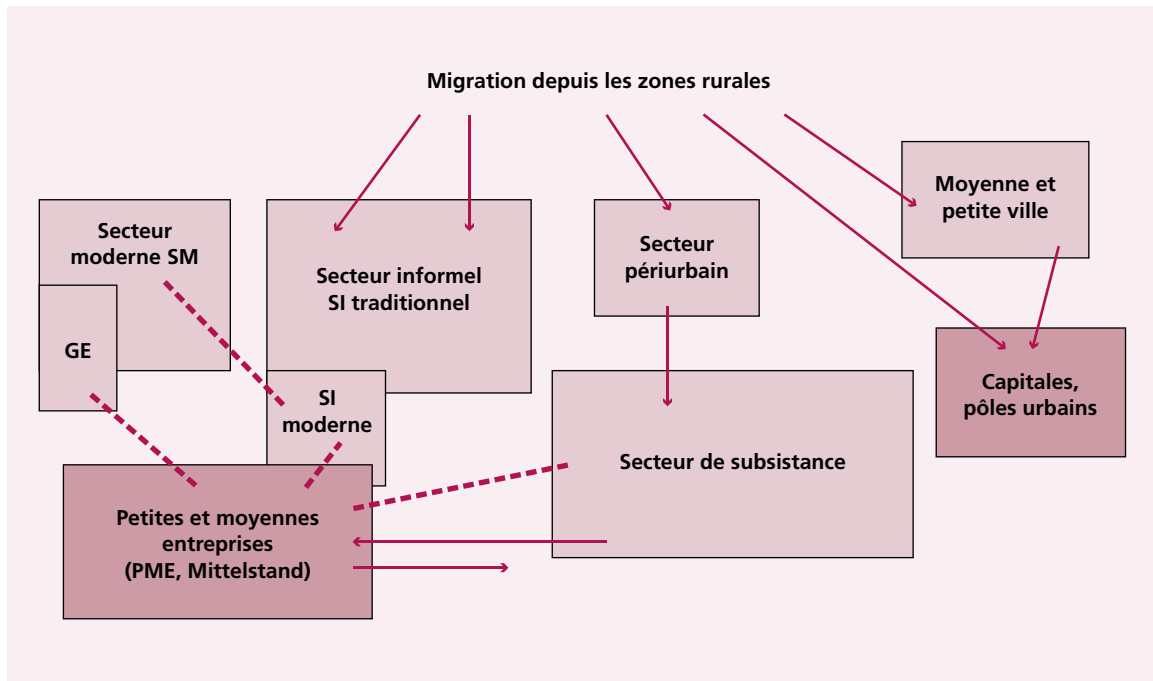 Migration depuis les zones rurales
Moyenne et
petite ville
Secteur
moderne SM
Secteur informel
SI traditionnel
Secteur
périurbain
GE
SI
moderne
Capitales,
pôles urbains
Secteur de subsistance
Petites et moyennes
entreprises
(PME, Mittelstand)